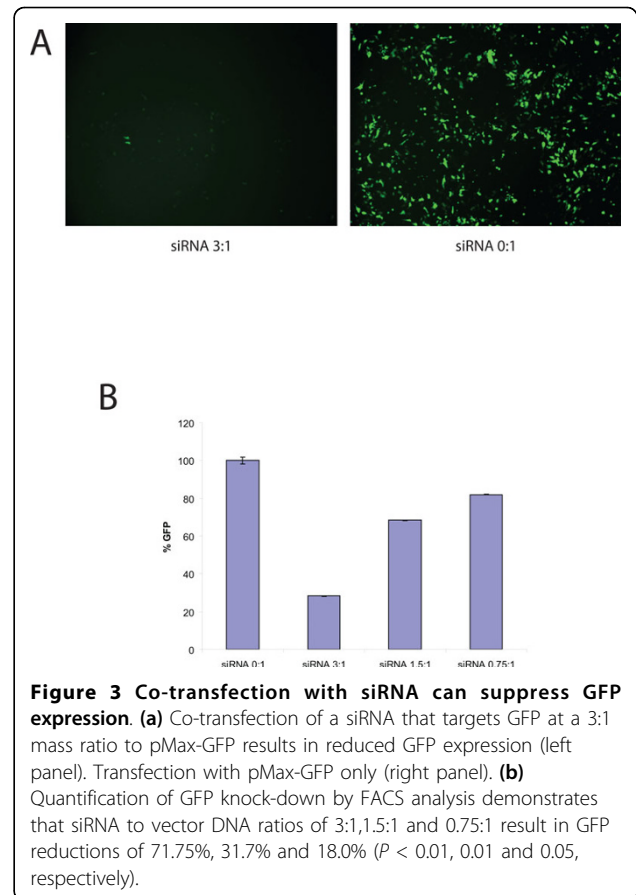 A
siRNA 3:1
siRNA 0:1
B
120
100
80
60
40
20
0
% GFP
siRNA 0:1
siRNA 3:1
siRNA 1.5:1
siRNA 0.75:1
Figure 3 Co-transfection with siRNA can suppress GFP
expression. (a) Co-transfection of a siRNA that targets GFP at a 3:1
mass ratio to pMax-GFP results in reduced GFP expression (left
panel). Transfection with pMax-GFP only (right panel). (b)
Quantification of GFP knock-down by FACS analysis demonstrates
that siRNA to vector DNA ratios of 3:1,1.5:1 and 0.75:1 result in GFP
reductions of 71.75%, 31.7% and 18.0% (P < 0.01, 0.01 and 0.05,
respectively).